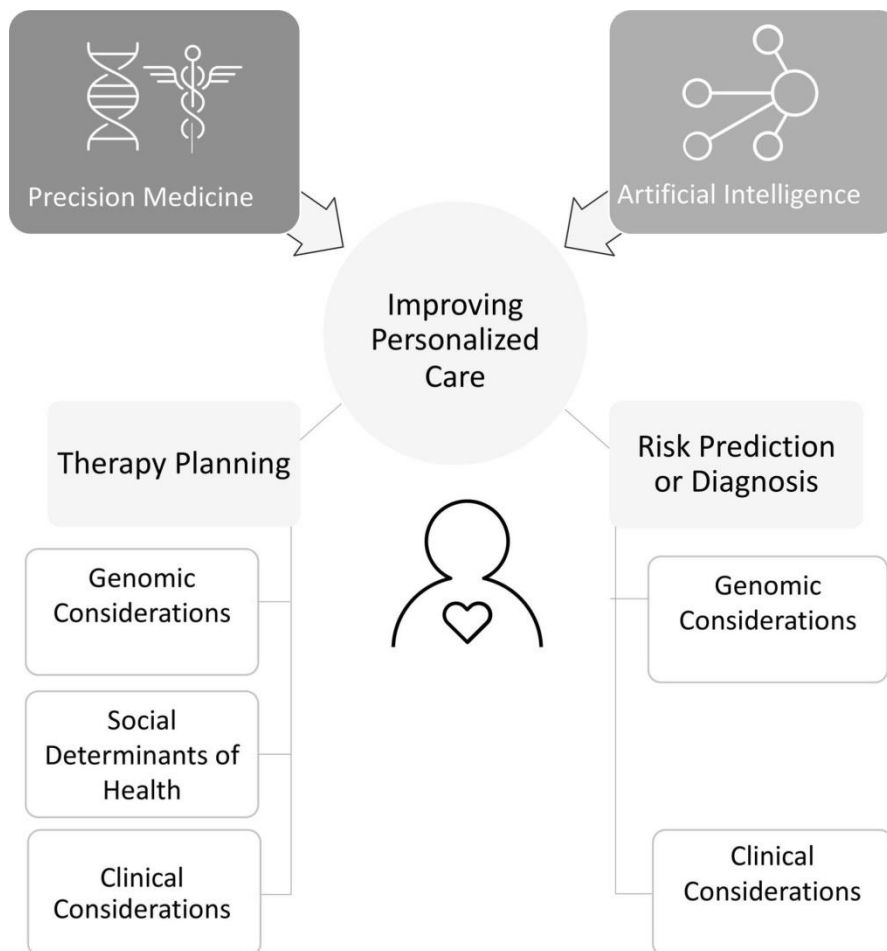 Precision Medicine
Artificial Intelligence
Improving
Personalized
Care
Therapy Planning
Risk Prediction
or Diagnosis
Genomic
Considerations
Social
Determinants of
Health
Clinical
Considerations
Genomic
Considerations
Clinical
Considerations